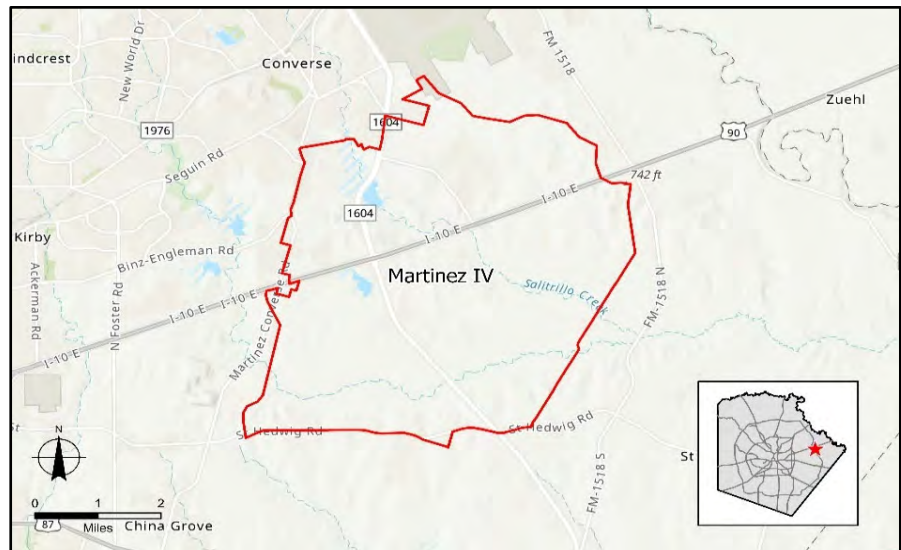 indcrest
New World Dr
Converse
FM 1518
Zuehl
1976
1604
90
Seguin Rd
742 ft
I-10 E
1604
Kirby
I-10 E
Binz-Engleman Rd
Martinez IV
Ackerman Rd
N Foster Rd
I-10 E
I-10 E
Martinez Converse Rd
Salitrillo Creek
FM-1518 N
St
St Hedwig Rd
St Hedwig Rd
FM-1518 S
St
N
0 1 2
Miles
87
China Grove